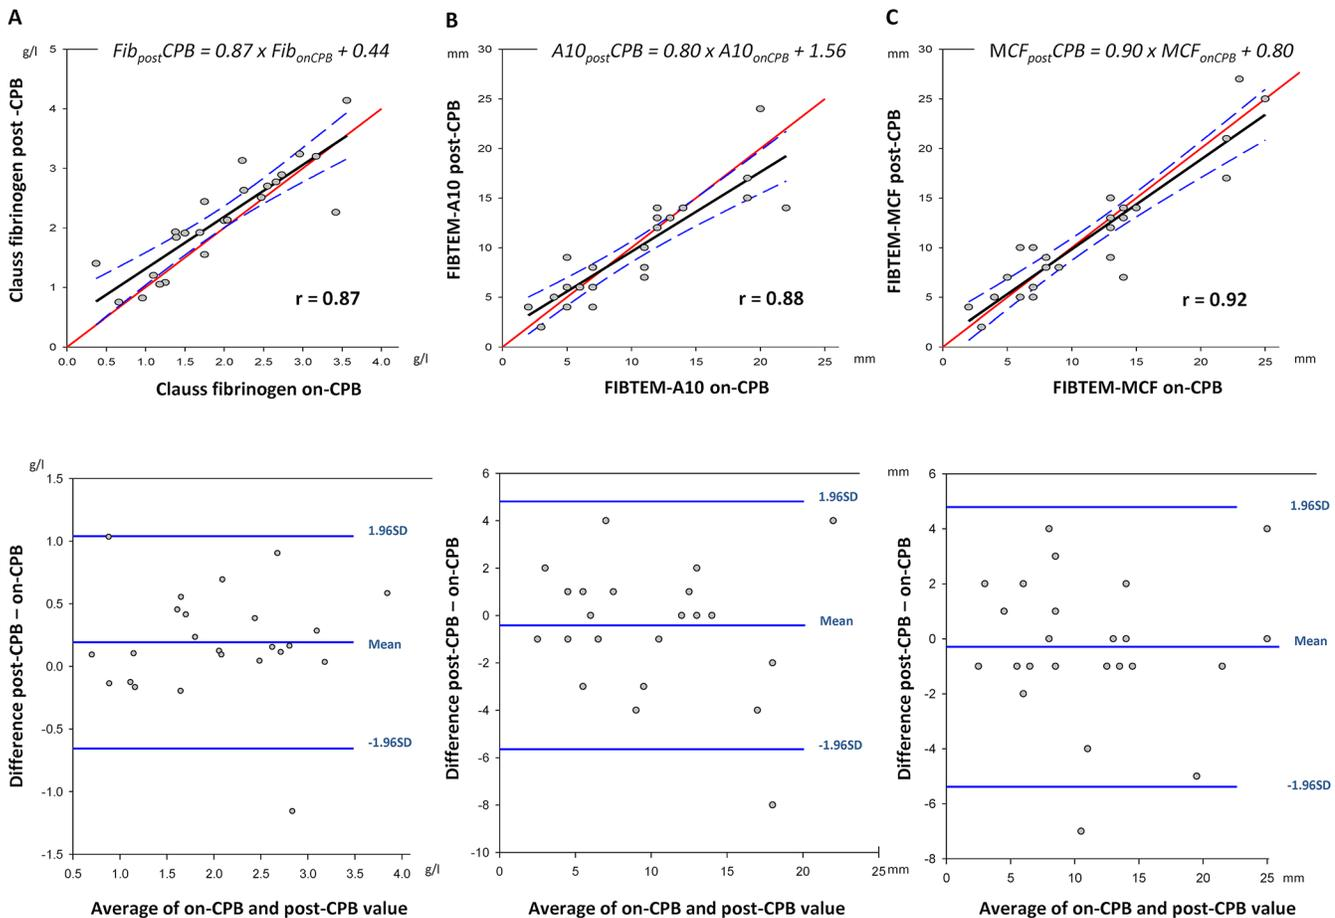 A
B
C
g/l
5
Fib_postCPB = 0.87 x Fib_onCPB + 0.44
4
3
2
1
0
Clauss fibrinogen post -CPB
r = 0.87
0.0 0.5 1.0 1.5 2.0 2.5 3.0 3.5 4.0 g/l
Clauss fibrinogen on-CPB
mm
30
A10_postCPB = 0.80 x A10_onCPB + 1.56
25
20
15
10
5
0
FIBTEM-A10 post-CPB
r = 0.88
0 5 10 15 20 25 mm
FIBTEM-A10 on-CPB
mm
30
MCF_postCPB = 0.90 x MCF_onCPB + 0.80
25
20
15
10
5
0
FIBTEM-MCF post-CPB
r = 0.92
0 5 10 15 20 25 mm
FIBTEM-MCF on-CPB
g/l
1.5
1.0
0.5
0.0
-0.5
-1.0
-1.5
Difference post-CPB – on-CPB
1.96SD
Mean
-1.96SD
0.5 1.0 1.5 2.0 2.5 3.0 3.5 4.0 g/l
Average of on-CPB and post-CPB value
6
4
2
0
-2
-4
-6
-8
-10
Difference post-CPB – on-CPB
1.96SD
Mean
-1.96SD
0 5 10 15 20 25 mm
Average of on-CPB and post-CPB value
mm
6
4
2
0
-2
-4
-6
-8
Difference post-CPB – on-CPB
1.96SD
Mean
-1.96SD
0 5 10 15 20 25 mm
Average of on-CPB and post-CPB value